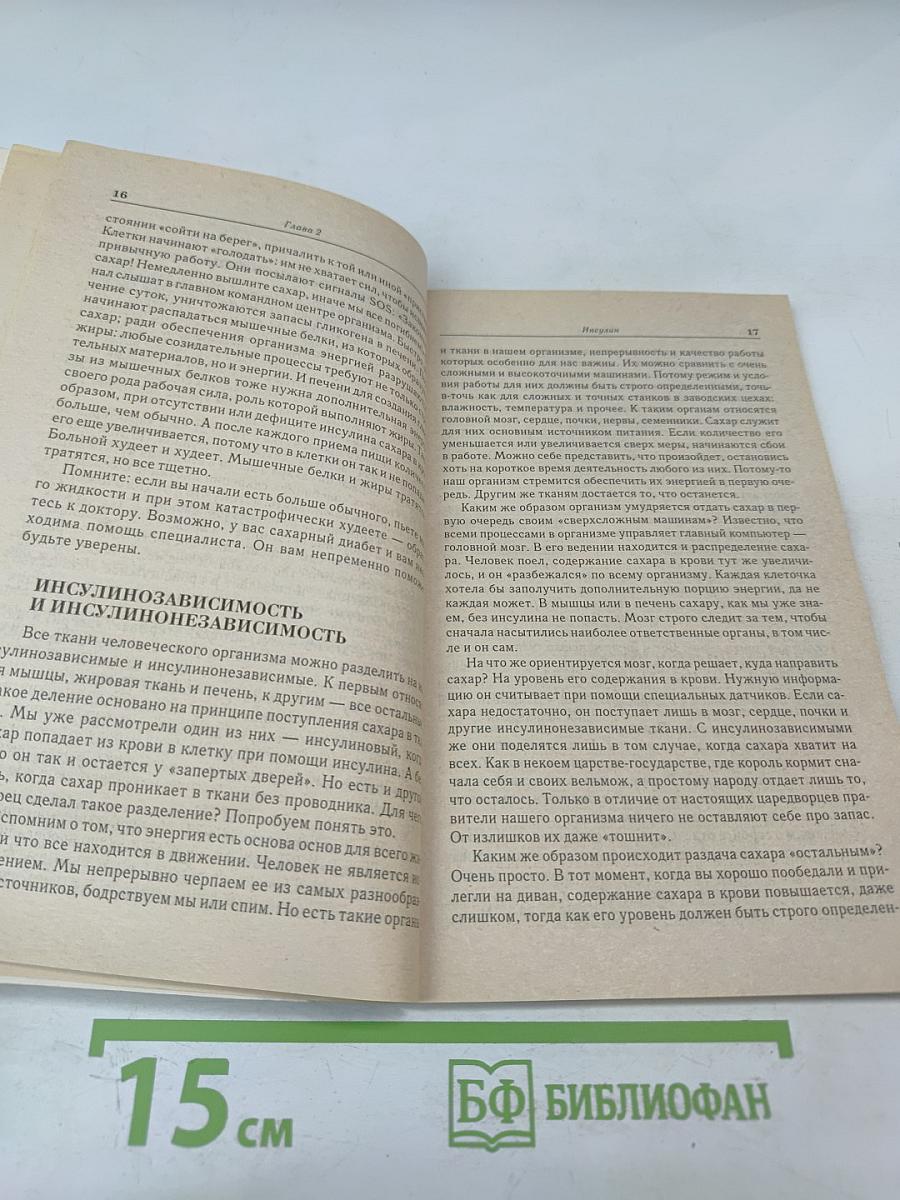 16
Глава 2
стоянии «сойти на берег», причалить к той или иной
Клетки начинают «голодать»: им не хватает сил, чтобы
привычную работу. Они посылают сигналы SOS:
сахар! Немедленно вышлите сахар, иначе мы все погибнем
нал слышат в главном командном центре организма. Быстро
чение суток, уничтожаются запасы гликогена в печени.
начинают распадаться мышечные белки, из которых
сахар; ради обеспечения организма энергией
жиры: любые созидательные процессы требуют не только
тельных материалов, но и энергии. И печени для создания
зы из мышечных белков тоже нужна дополнительная
своего рода рабочая сила, роль которой выполняют жиры.
образом, при отсутствии или дефиците инсулина сахара в
больше, чем обычно. А после каждого приема пищи
его еще увеличивается, потому что в клетки он так и не
Больной худеет и худеет. Мышечные белки и жиры
тратятся, но все тщетно.
Помните: если вы начали есть больше обычного, пьете
го жидкости и при этом катастрофически худеете —
тесь к доктору. Возможно, у вас сахарный диабет и вам
ходима помощь специалиста. Он вам непременно
будьте уверены.
ИНСУЛИНОЗАВИСИМОСТЬ
И ИНСУЛИНОНЕЗАВИСИМОСТЬ
Все ткани человеческого организма можно разделить на
сулинозависимые и инсулинонезависимые. К первым
я мышцы, жировая ткань и печень, к другим — все
акое деление основано на принципе поступления сахара в
. Мы уже рассмотрели один из них — инсулиновый,
хар попадает из крови в клетку при помощи инсулина. А
о он так и остается у «запертых дверей». Но есть и
ь, когда сахар проникает в ткани без проводника. Для
рец сделал такое разделение? Попробуем понять это.
спомним о том, что энергия есть основа основ для всего
й что все находится в движении. Человек не является
ением. Мы непрерывно черпаем ее из самых
сточников, бодрствуем мы или спим. Но есть такие
Инсулин
17
и ткани в нашем организме, непрерывность и качество работы
которых особенно для нас важны. Их можно сравнить с очень
сложными и высокоточными машинами. Потому режим и усло-
вия работы для них должны быть строго определенными, точь-
в-точь как для сложных и точных станков в заводских цехах:
влажность, температура и прочее. К таким органам относятся
головной мозг, сердце, почки, нервы, семенники. Сахар служит
для них основным источником питания. Если количество его
уменьшается или увеличивается сверх меры, начинаются сбои
в работе. Можно себе представить, что произойдет, остановись
хоть на короткое время деятельность любого из них. Потому-то
наш организм стремится обеспечить их энергией в первую оче-
редь. Другим же тканям достается то, что останется.
Каким же образом организм умудряется отдать сахар в пер-
вую очередь своим «сверхсложным машинам»? Известно, что
всеми процессами в организме управляет главный компьютер —
головной мозг. В его ведении находится и распределение саха-
ра. Человек поел, содержание сахара в крови тут же увеличи-
лось, и он «разбежался» по всему организму. Каждая клеточка
хотела бы заполучить дополнительную порцию энергии, да не
каждая может. В мышцы или в печень сахару, как мы уже зна-
ем, без инсулина не попасть. Мозг строго следит за тем, чтобы
сначала насытились наиболее ответственные органы, в том чис-
ле и он сам.
На что же ориентируется мозг, когда решает, куда направить
сахар? На уровень его содержания в крови. Нужную информа-
цию он считывает при помощи специальных датчиков. Если са-
хара недостаточно, он поступает лишь в мозг, сердце, почки и
другие инсулинонезависимые ткани. С инсулинозависимыми
же они поделятся лишь в том случае, когда сахара хватит на
всех. Как в некоем царстве-государстве, где король кормит сна-
чала себя и своих вельмож, а простому народу отдает лишь то,
что осталось. Только в отличие от настоящих царедворцев пра-
вители нашего организма ничего не оставляют себе про запас.
От излишков их даже «тошнит».
Каким же образом происходит раздача сахара «остальным»?
Очень просто. В тот момент, когда вы хорошо пообедали и при-
легли на диван, содержание сахара в крови повышается, даже
слишком, тогда как его уровень должен быть строго определен-
15 см
БФ БИБЛИОФАН